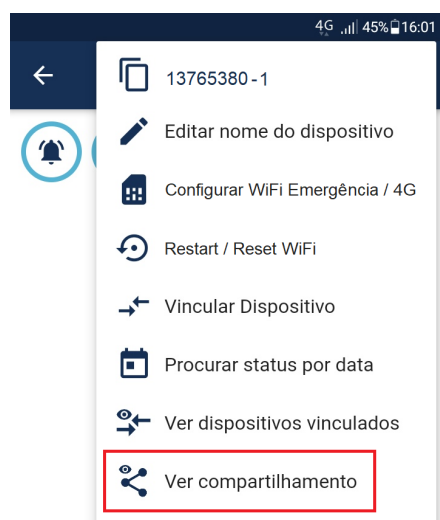 4G 45% 16:01
13765380-1
Editar nome do dispositivo
Configurar WiFi Emergência / 4G
Restart / Reset WiFi
Vincular Dispositivo
Procurar status por data
Ver dispositivos vinculados
Ver compartilhamento